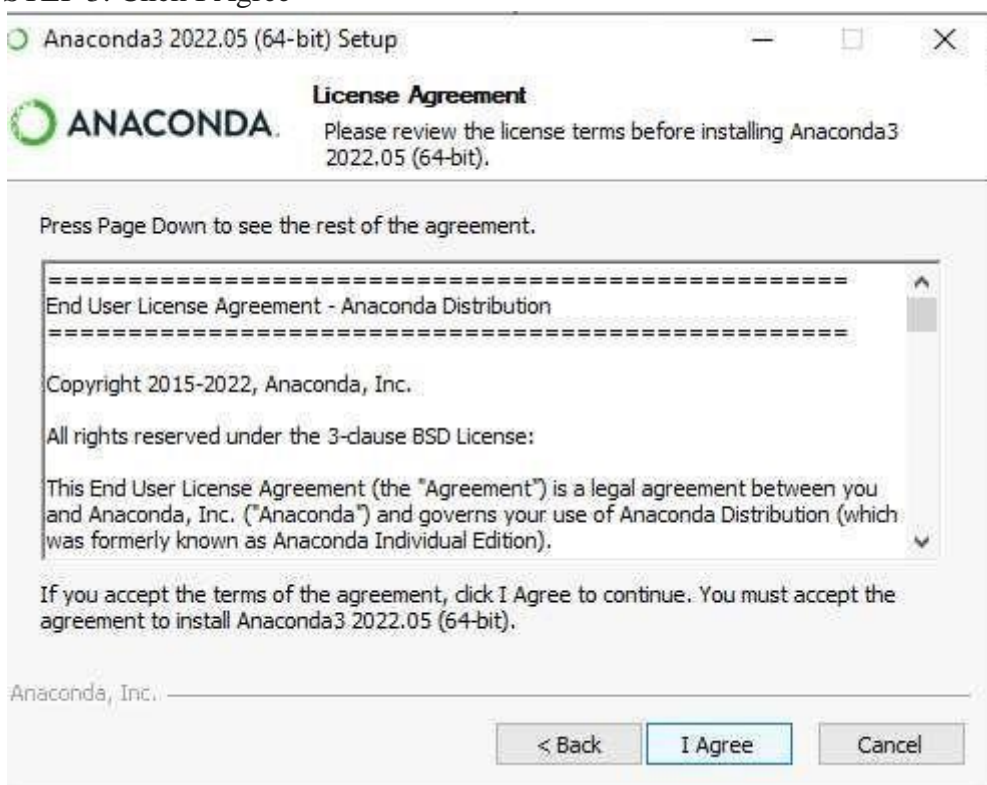 Anaconda3 2022.05 (64-bit) Setup
ANACONDA.
License Agreement
Please review the license terms before installing Anaconda3
2022.05 (64-bit).
Press Page Down to see the rest of the agreement.
==================================================
End User License Agreement - Anaconda Distribution
==================================================
Copyright 2015-2022, Anaconda, Inc.
All rights reserved under the 3-clause BSD License:
This End User License Agreement (the "Agreement") is a legal agreement between you
and Anaconda, Inc. ("Anaconda") and governs your use of Anaconda Distribution (which
was formerly known as Anaconda Individual Edition).
If you accept the terms of the agreement, click I Agree to continue. You must accept the
agreement to install Anaconda3 2022.05 (64-bit).
Anaconda, Inc.
< Back
I Agree
Cancel